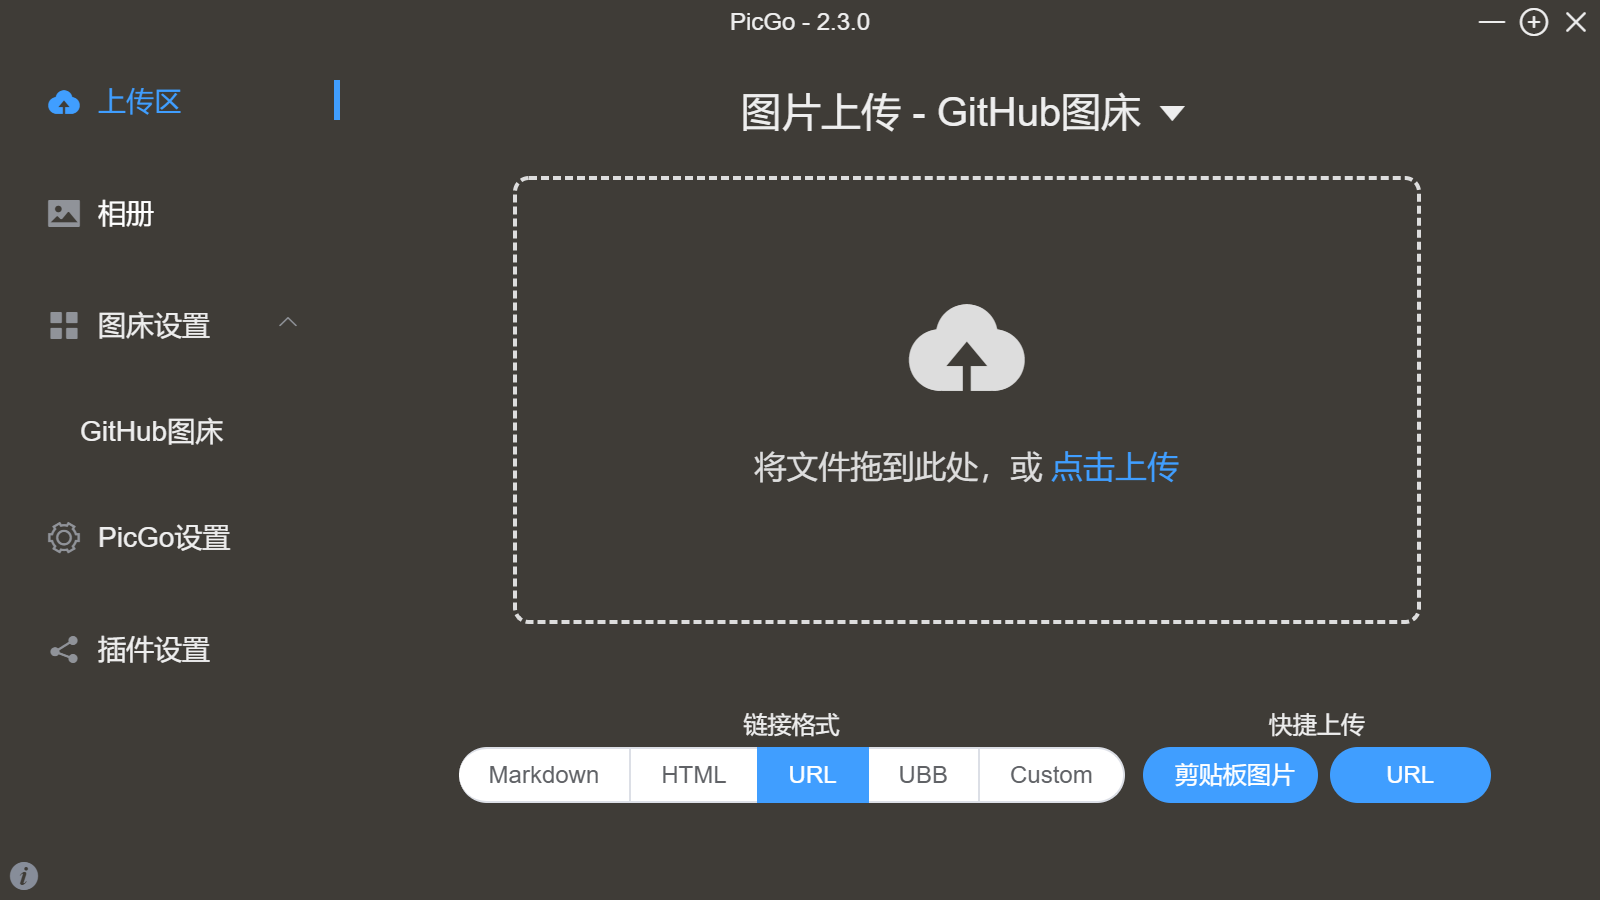 PicGo - 2.3.0
上传区
相册
图床设置
GitHub图床
PicGo设置
插件设置
图片上传 - GitHub图床
将文件拖到此处，或 点击上传
链接格式
Markdown HTML URL UBB Custom
快捷上传
剪贴板图片 URL
i